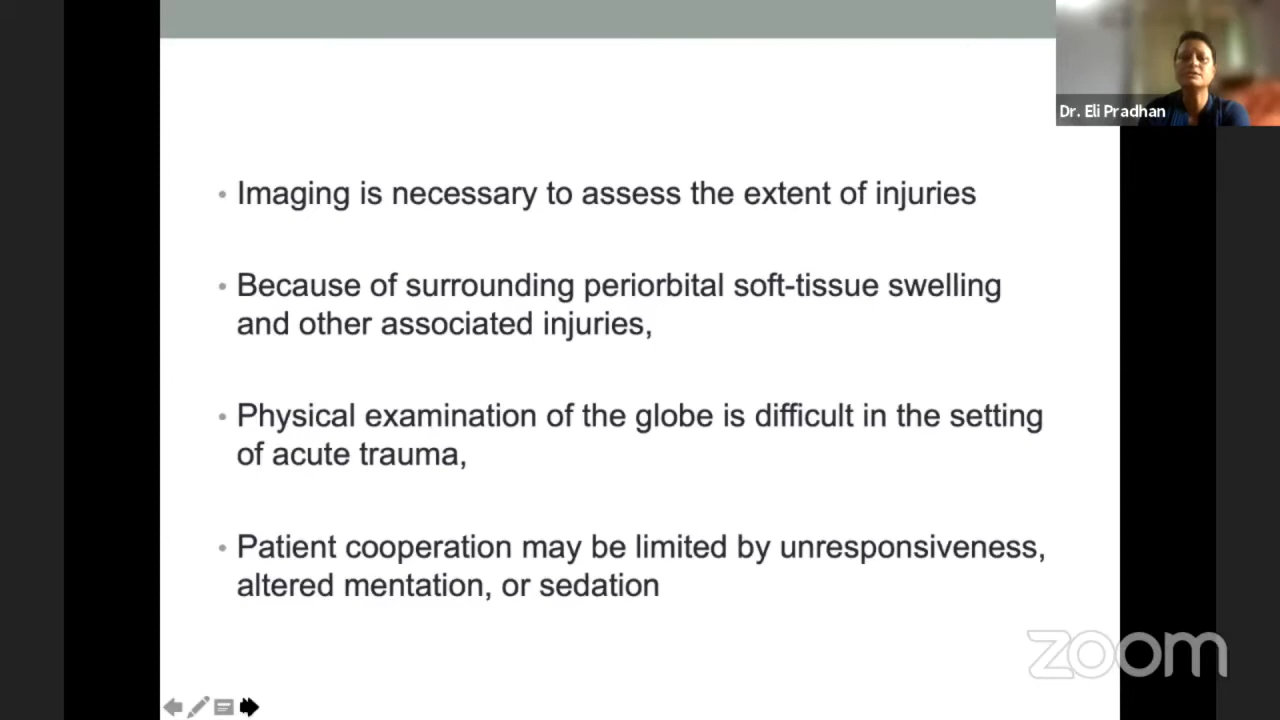 Dr. Eli Pradhan
• Imaging is necessary to assess the extent of injuries
• Because of surrounding periorbital soft-tissue swelling
and other associated injuries,
• Physical examination of the globe is difficult in the setting
of acute trauma,
• Patient cooperation may be limited by unresponsiveness,
altered mentation, or sedation
zoom